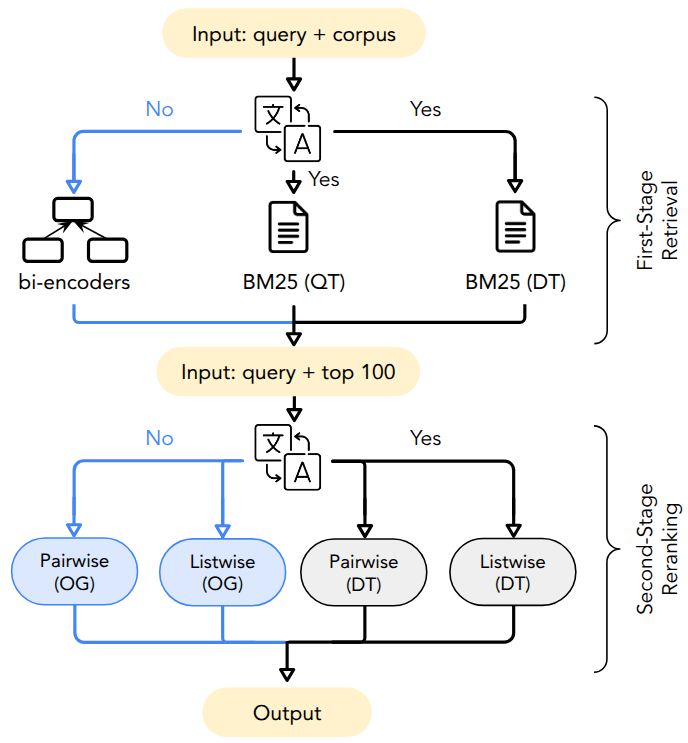 Input: query + corpus
No
文
A
Yes
Yes
bi-encoders
BM25 (QT)
BM25 (DT)
First-Stage
Retrieval
Input: query + top 100
No
文
A
Yes
Pairwise
(OG)
Listwise
(OG)
Pairwise
(DT)
Listwise
(DT)
Second-Stage
Reranking
Output